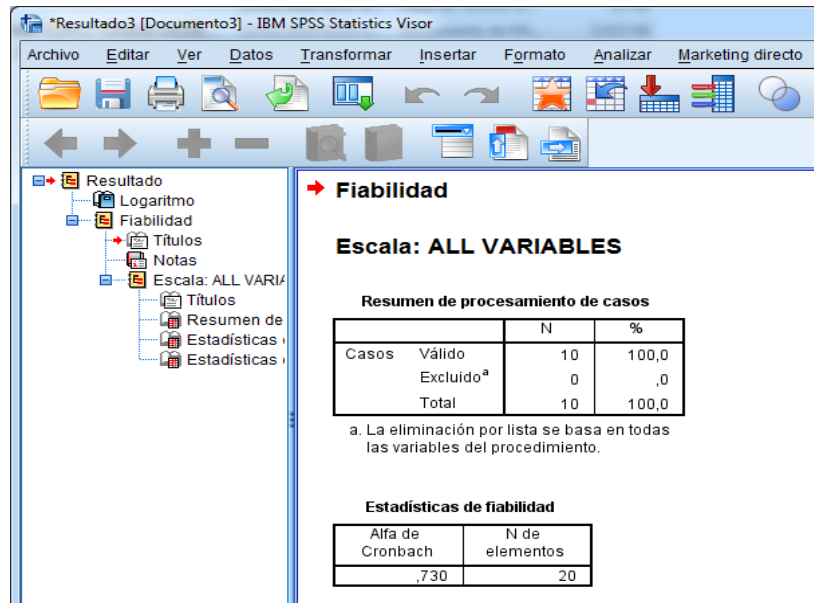 *Resultado3 [Documento3] - IBM SPSS Statistics Visor
Archivo Editar Ver Datos Transformar Insertar Formato Analizar Marketing directo
Resultado
Logaritmo
Fiabilidad
Títulos
Notas
Escala: ALL VARIA
Títulos
Resumen de
Estadísticas
Estadísticas
Fiabilidad
Escala: ALL VARIABLES
Resumen de procesamiento de casos
N %
Casos Válido 10 100,0
Excluidoa 0 ,0
Total 10 100,0
a. La eliminación por lista se basa en todas
las variables del procedimiento.
Estadísticas de fiabilidad
Alfa de Cronbach N de elementos
,730 20